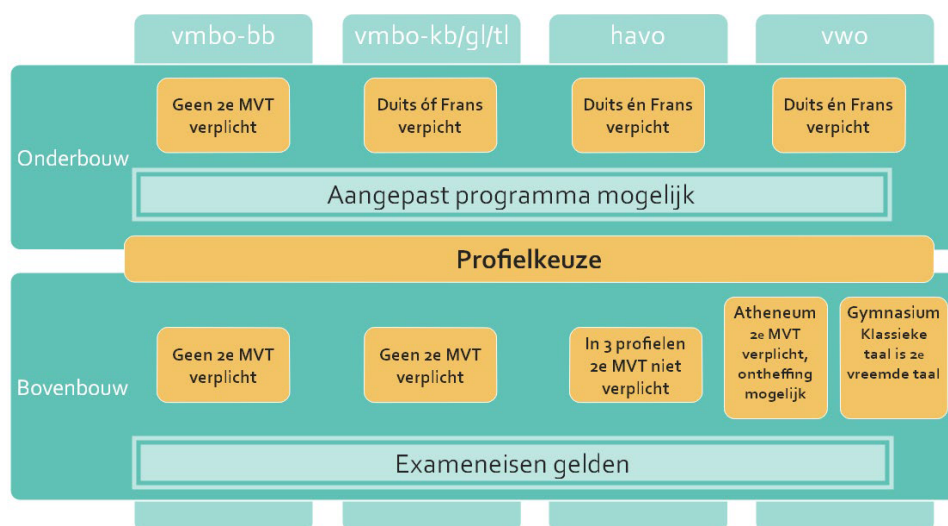 vmbo-bb
vmbo-kb/gl/tl
havo
vwo
Onderbouw
Geen 2e MVT
verplicht
Duits óf Frans
verpicht
Duits én Frans
verpicht
Duits én Frans
verpicht
Aangepast programma mogelijk
Profielkeuze
Bovenbouw
Geen 2e MVT
verplicht
Geen 2e MVT
verplicht
In 3 profielen
2e MVT niet
verplicht
Atheneum
2e MVT
verplicht,
ontheffing
mogelijk
Gymnasium
Klassieke
taal is 2e
vreemde taal
Exameneisen gelden